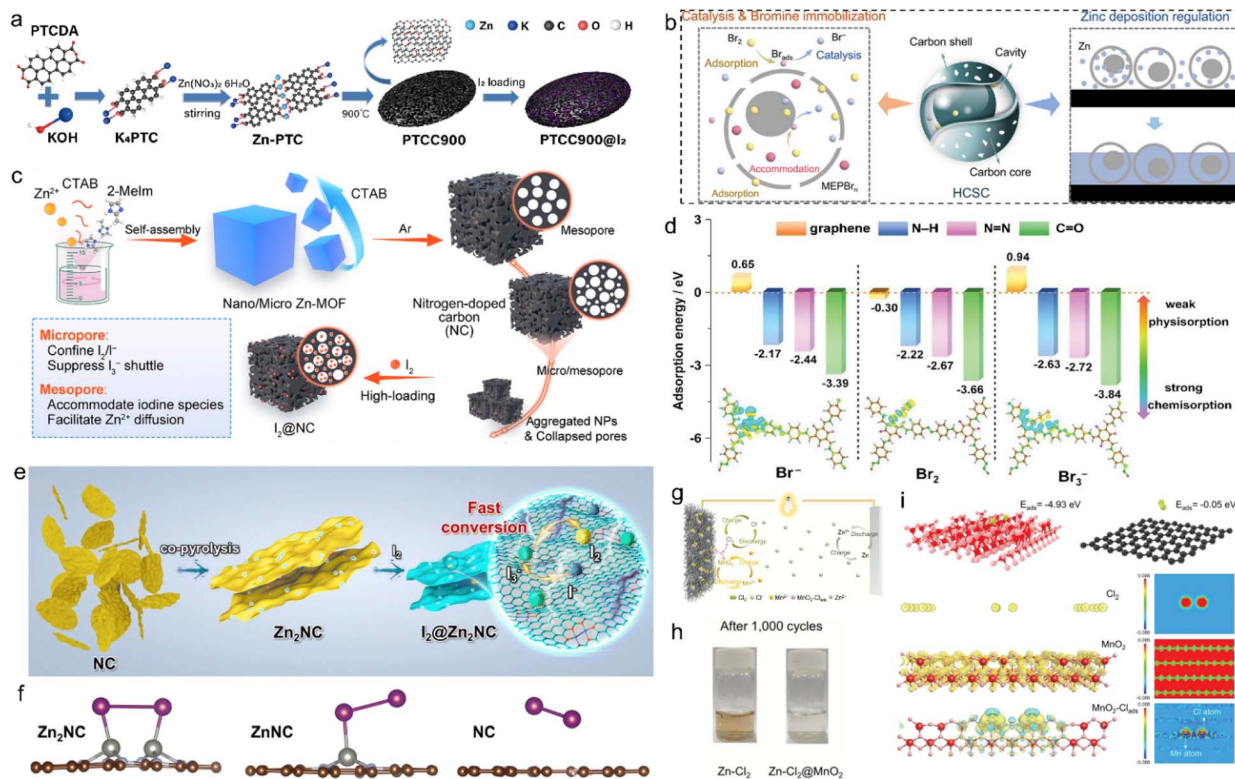 a
Zn K C O H
PTCDA
KOH
K₄PTC
Zn(NO₃)₂ 6H₂O
stirring
Zn-PTC
900℃
PTCC900
I₂ loading
PTCC900@I₂
b
Catalysis & Bromine immobilization
Br₂
Br_ads
Br⁻
Adsorption
Catalysis
Accommodation
Adsorption
MEPBr_n
Carbon shell
Cavity
Carbon core
HCSC
Zinc deposition regulation
Zn
c
Zn²⁺
CTAB
2-MeIm
Self-assembly
CTAB
Nano/Micro Zn-MOF
Ar
Mesopore
Nitrogen-doped
carbon
(NC)
Micro/mesopore
Aggregated NPs
& Collapsed pores
I₂
High-loading
I₂@NC
Micropore:
Confine I₂/I⁻
Suppress I₃⁻ shuttle
Mesopore:
Accommodate iodine species
Facilitate Zn²⁺ diffusion
d
graphene N–H N=N C=O
Adsorption energy / eV
3
0
-3
-6
0.65
-2.17
-2.44
-3.39
-0.30
-2.22
-2.67
-3.66
0.94
-2.63
-2.72
-3.84
weak
physisorption
strong
chemisorption
Br⁻
Br₂
Br₃⁻
e
NC
co-pyrolysis
Zn₂NC
I₂
I₂@Zn₂NC
Fast
conversion
I₂
I₃⁻
I⁻
f
Zn₂NC
ZnNC
NC
g
Charge
Discharge
Cl₂
Cl⁻
MnO₂
Charge
Zn²⁺
Discharge
Charge
Zn
Cl₂ Cl⁻ Mn²⁺ MnO₂-Cl_ads Zn²⁺
h
After 1,000 cycles
Zn-Cl₂
Zn-Cl₂@MnO₂
i
E_ads= -4.93 eV
E_ads= -0.05 eV
Cl₂
MnO₂
MnO₂-Cl_ads
Cl atom
Mn atom